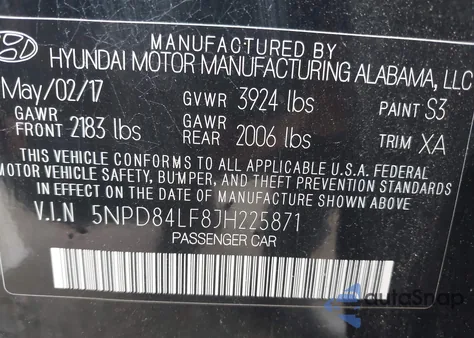 MANUFACTURED BY
HYUNDAI MOTOR MANUFACTURING ALABAMA, LLC
May/02/17 GVWR 3924 lbs PAINT S3
GAWR FRONT 2183 lbs GAWR REAR 2006 lbs TRIM XA
THIS VEHICLE CONFORMS TO ALL APPLICABLE U.S.A. FEDERAL
MOTOR VEHICLE SAFETY, BUMPER, AND THEFT PREVENTION STANDARDS
IN EFFECT ON THE DATE OF MANUFACTURE SHOWN ABOVE.
V.I.N 5NPD84LF8JH225871
PASSENGER CAR
autoSnap